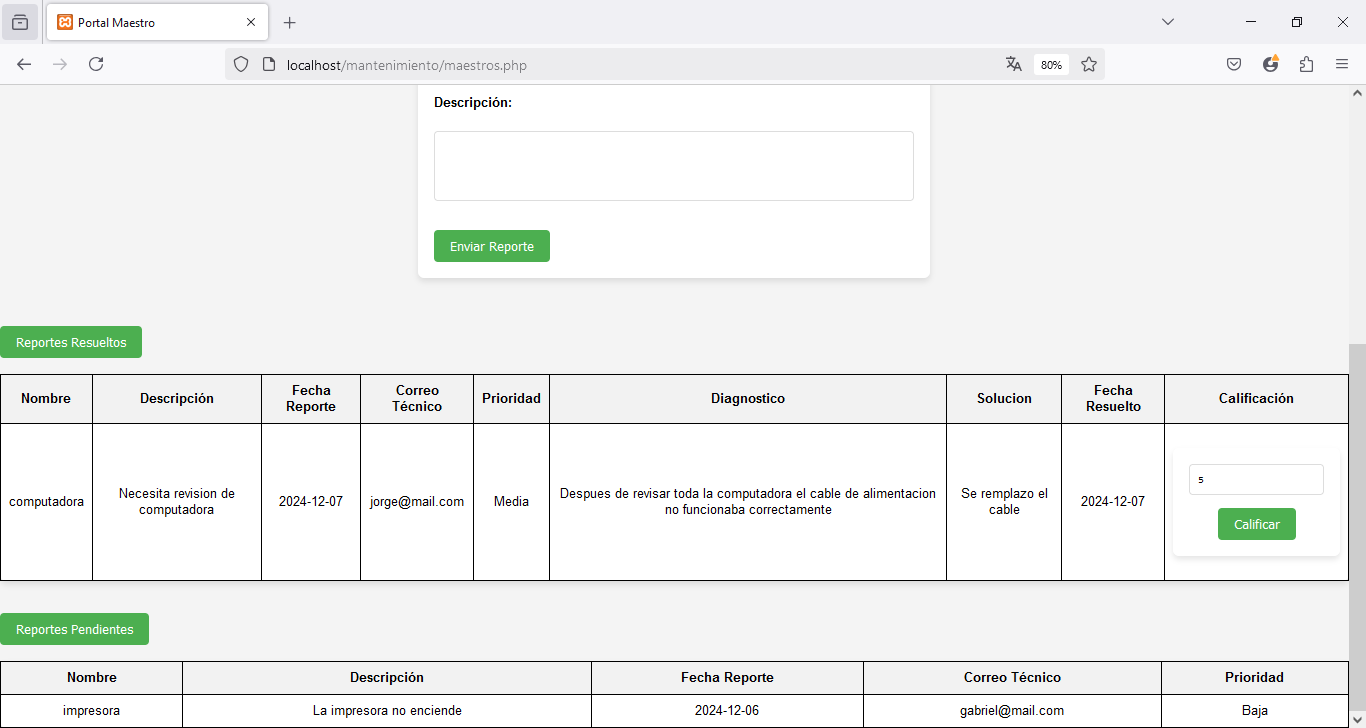 Portal Maestro
localhost/mantenimiento/maestros.php
80%
Descripción:
Enviar Reporte
Reportes Resueltos
Nombre
Descripción
Fecha
Reporte
Correo
Técnico
Prioridad
Diagnostico
Solucion
Fecha
Resuelto
Calificación
computadora
Necesita revision de
computadora
2024-12-07
jorge@mail.com
Media
Despues de revisar toda la computadora el cable de alimentacion
no funcionaba correctamente
Se remplazo el
cable
2024-12-07
5
Calificar
Reportes Pendientes
Nombre
Descripción
Fecha Reporte
Correo Técnico
Prioridad
impresora
La impresora no enciende
2024-12-06
gabriel@mail.com
Baja